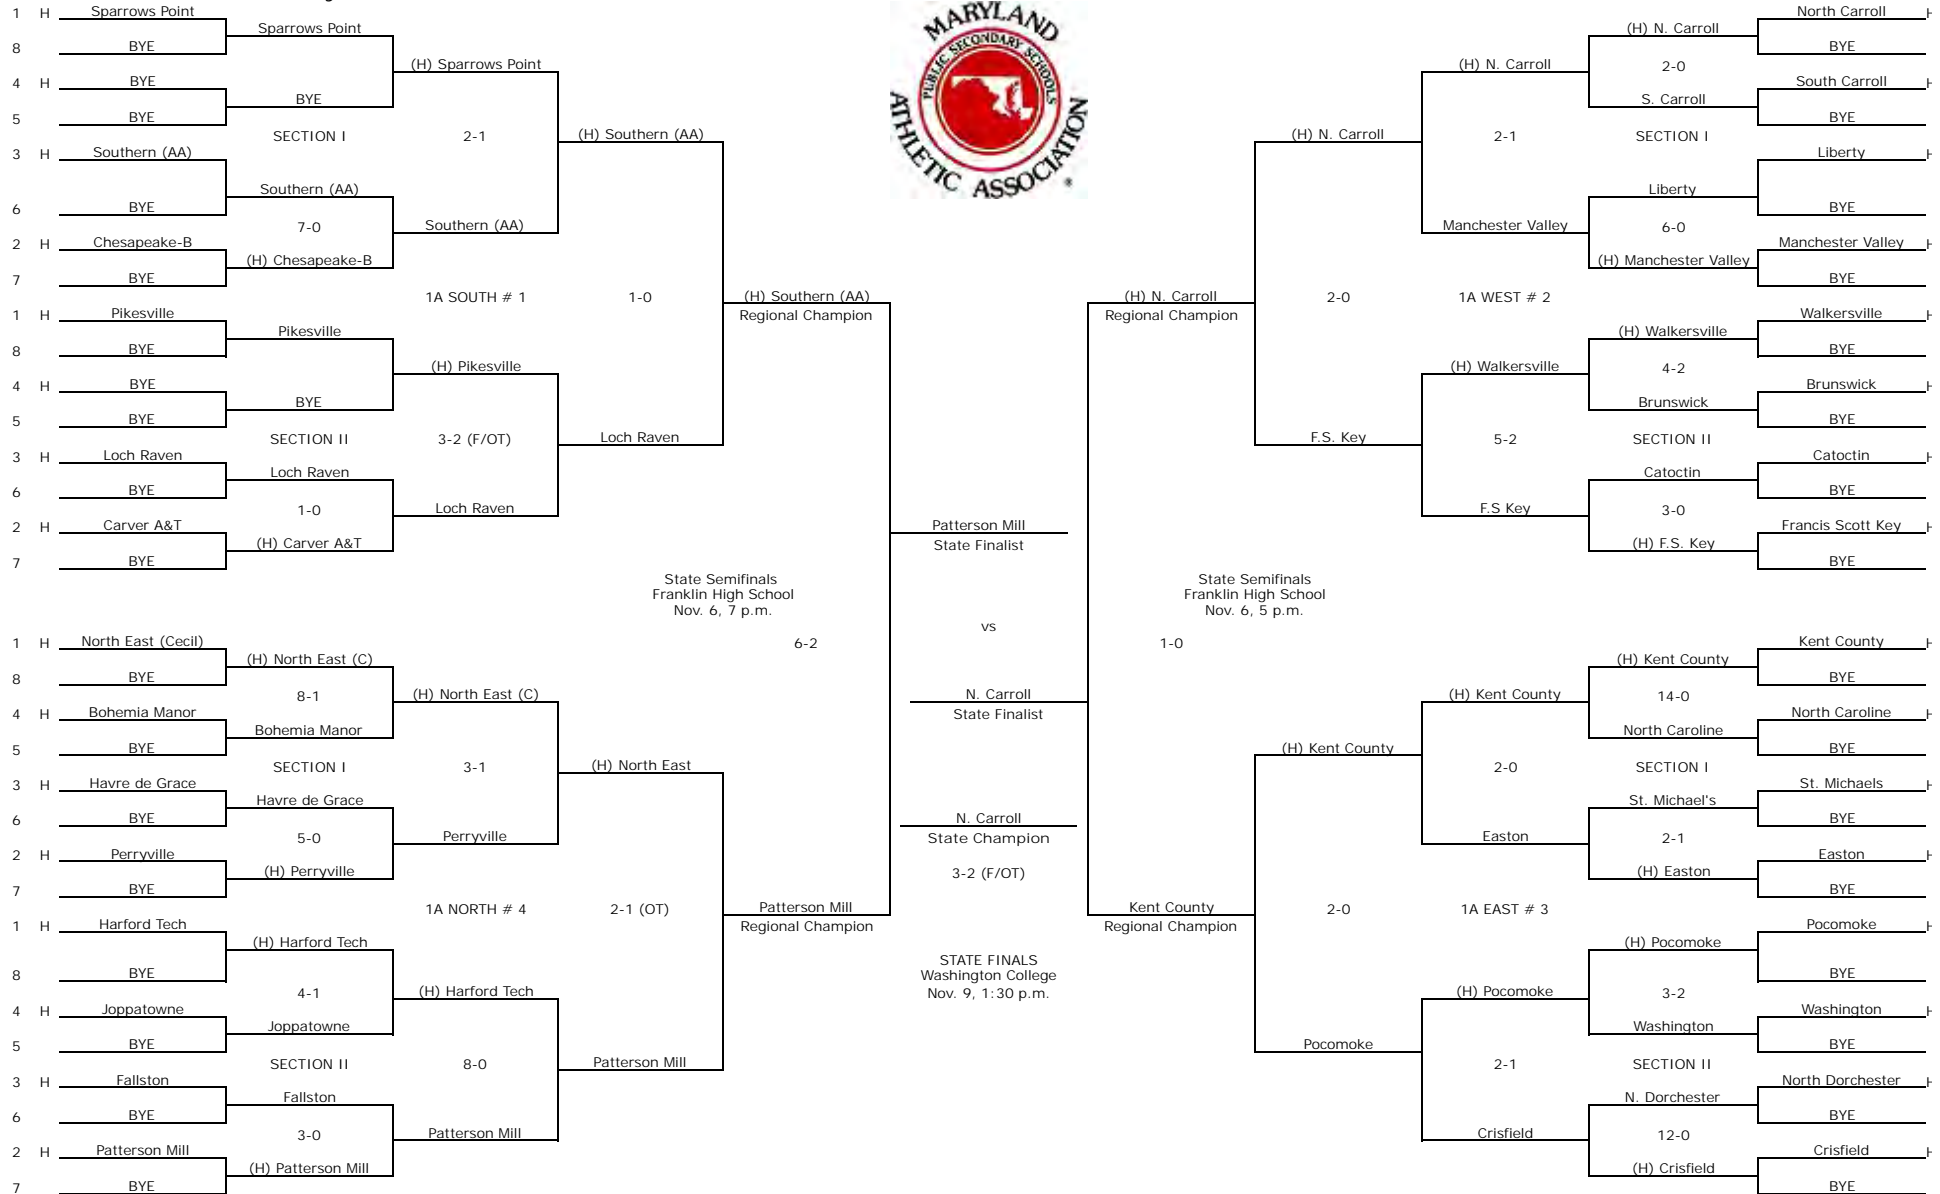 MARYLAND
PUBLIC SECONDARY SCHOOLS
ATHLETIC ASSOCIATION
1 H Sparrows Point
8 BYE
4 H BYE
5 BYE
3 H Southern (AA)
6 BYE
2 H Chesapeake-B
7 BYE
1 H Pikesville
8 BYE
4 H BYE
5 BYE
3 H Loch Raven
6 BYE
2 H Carver A&T
7 BYE
Sparrows Point
BYE
SECTION I
Southern (AA)
7-0
(H) Chesapeake-B
Pikesville
BYE
SECTION II
Loch Raven
1-0
(H) Carver A&T
(H) Sparrows Point
2-1
Southern (AA)
1A SOUTH # 1
(H) Pikesville
3-2 (F/OT)
Loch Raven
(H) Southern (AA)
1-0
Loch Raven
(H) Southern (AA)
Regional Champion
1 H North East (Cecil)
8 BYE
4 H Bohemia Manor
5 BYE
3 H Havre de Grace
6 BYE
2 H Perryville
7 BYE
1 H Harford Tech
8 BYE
4 H Joppatowne
5 BYE
3 H Fallston
6 BYE
2 H Patterson Mill
7 BYE
(H) North East (C)
8-1
Bohemia Manor
SECTION I
Havre de Grace
5-0
(H) Perryville
(H) Harford Tech
4-1
Joppatowne
SECTION II
Fallston
3-0
(H) Patterson Mill
(H) North East (C)
3-1
Perryville
1A NORTH # 4
(H) Harford Tech
8-0
Patterson Mill
(H) North East
2-1 (OT)
Patterson Mill
Patterson Mill
Regional Champion
State Semifinals
Franklin High School
Nov. 6, 7 p.m.
6-2
Patterson Mill
State Finalist
vs
N. Carroll
State Finalist
N. Carroll
State Champion
3-2 (F/OT)
STATE FINALS
Washington College
Nov. 9, 1:30 p.m.
State Semifinals
Franklin High School
Nov. 6, 5 p.m.
1-0
(H) N. Carroll
Regional Champion
(H) N. Carroll
2-0
F.S. Key
(H) N. Carroll
2-1
Manchester Valley
1A WEST # 2
(H) Walkersville
5-2
F.S Key
(H) N. Carroll
2-0
S. Carroll
SECTION I
Liberty
6-0
(H) Manchester Valley
(H) Walkersville
4-2
Brunswick
SECTION II
Catoctin
3-0
(H) F.S. Key
North Carroll H
BYE
South Carroll H
BYE
Liberty H
BYE
Manchester Valley H
BYE
Walkersville H
BYE
Brunswick H
BYE
Catoctin H
BYE
Francis Scott Key H
BYE
Kent County
Regional Champion
(H) Kent County
2-0
Pocomoke
(H) Kent County
2-0
Easton
1A EAST # 3
(H) Pocomoke
2-1
Crisfield
(H) Kent County
14-0
North Caroline
SECTION I
St. Michael's
2-1
(H) Easton
(H) Pocomoke
3-2
Washington
SECTION II
N. Dorchester
12-0
(H) Crisfield
Kent County H
BYE
North Caroline H
BYE
St. Michaels H
BYE
Easton H
BYE
Pocomoke H
BYE
Washington H
BYE
North Dorchester H
BYE
Crisfield H
BYE